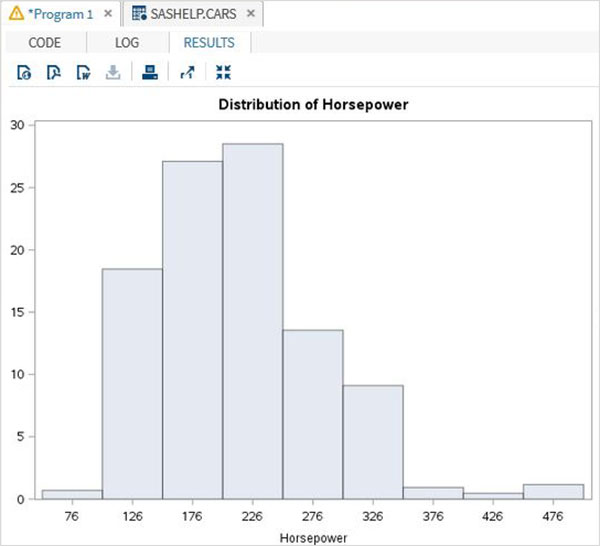 *Program 1 × SASHELP.CARS ×
CODE LOG RESULTS
Distribution of Horsepower
30
25
20
15
10
5
0
76 126 176 226 276 326 376 426 476
Horsepower